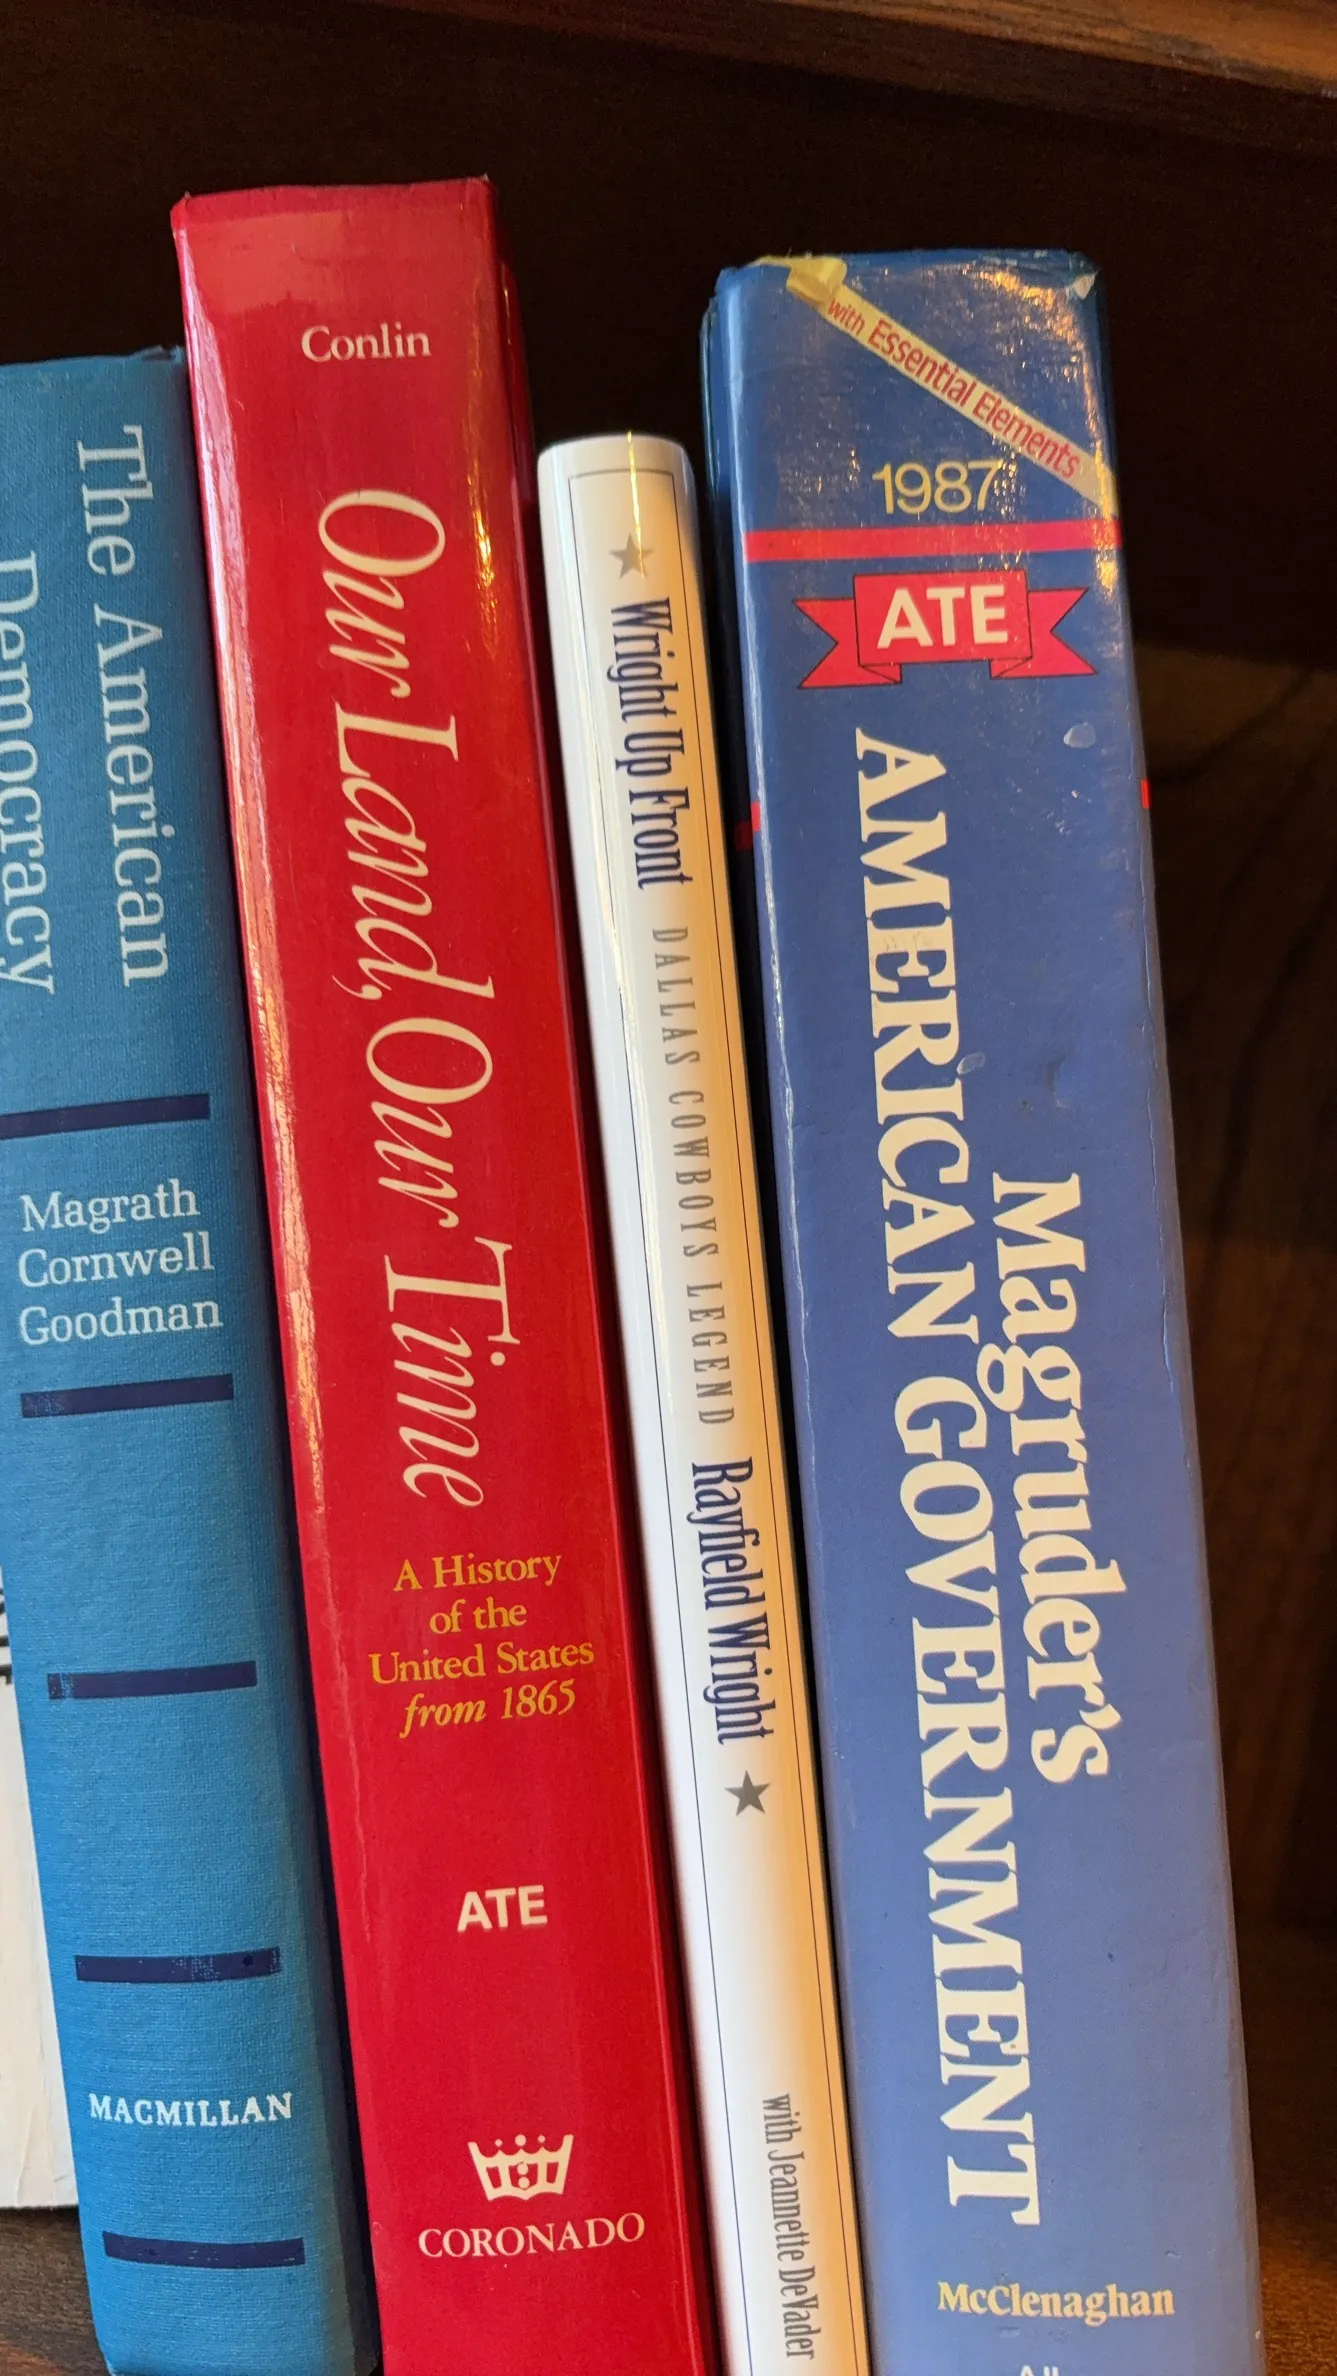 The American
Democracy
Magrath
Cornwell
Goodman
MACMILLAN
Conlin
Our Land, Our Time
A History
of the
United States
from 1865
ATE
CORONADO
Wright Up Front DALLAS COWBOYS LEGEND Rayfield Wright
with Jeannette DeVader
with Essential Elements
1987
ATE
Magruder's
AMERICAN GOVERNMENT
McClenaghan